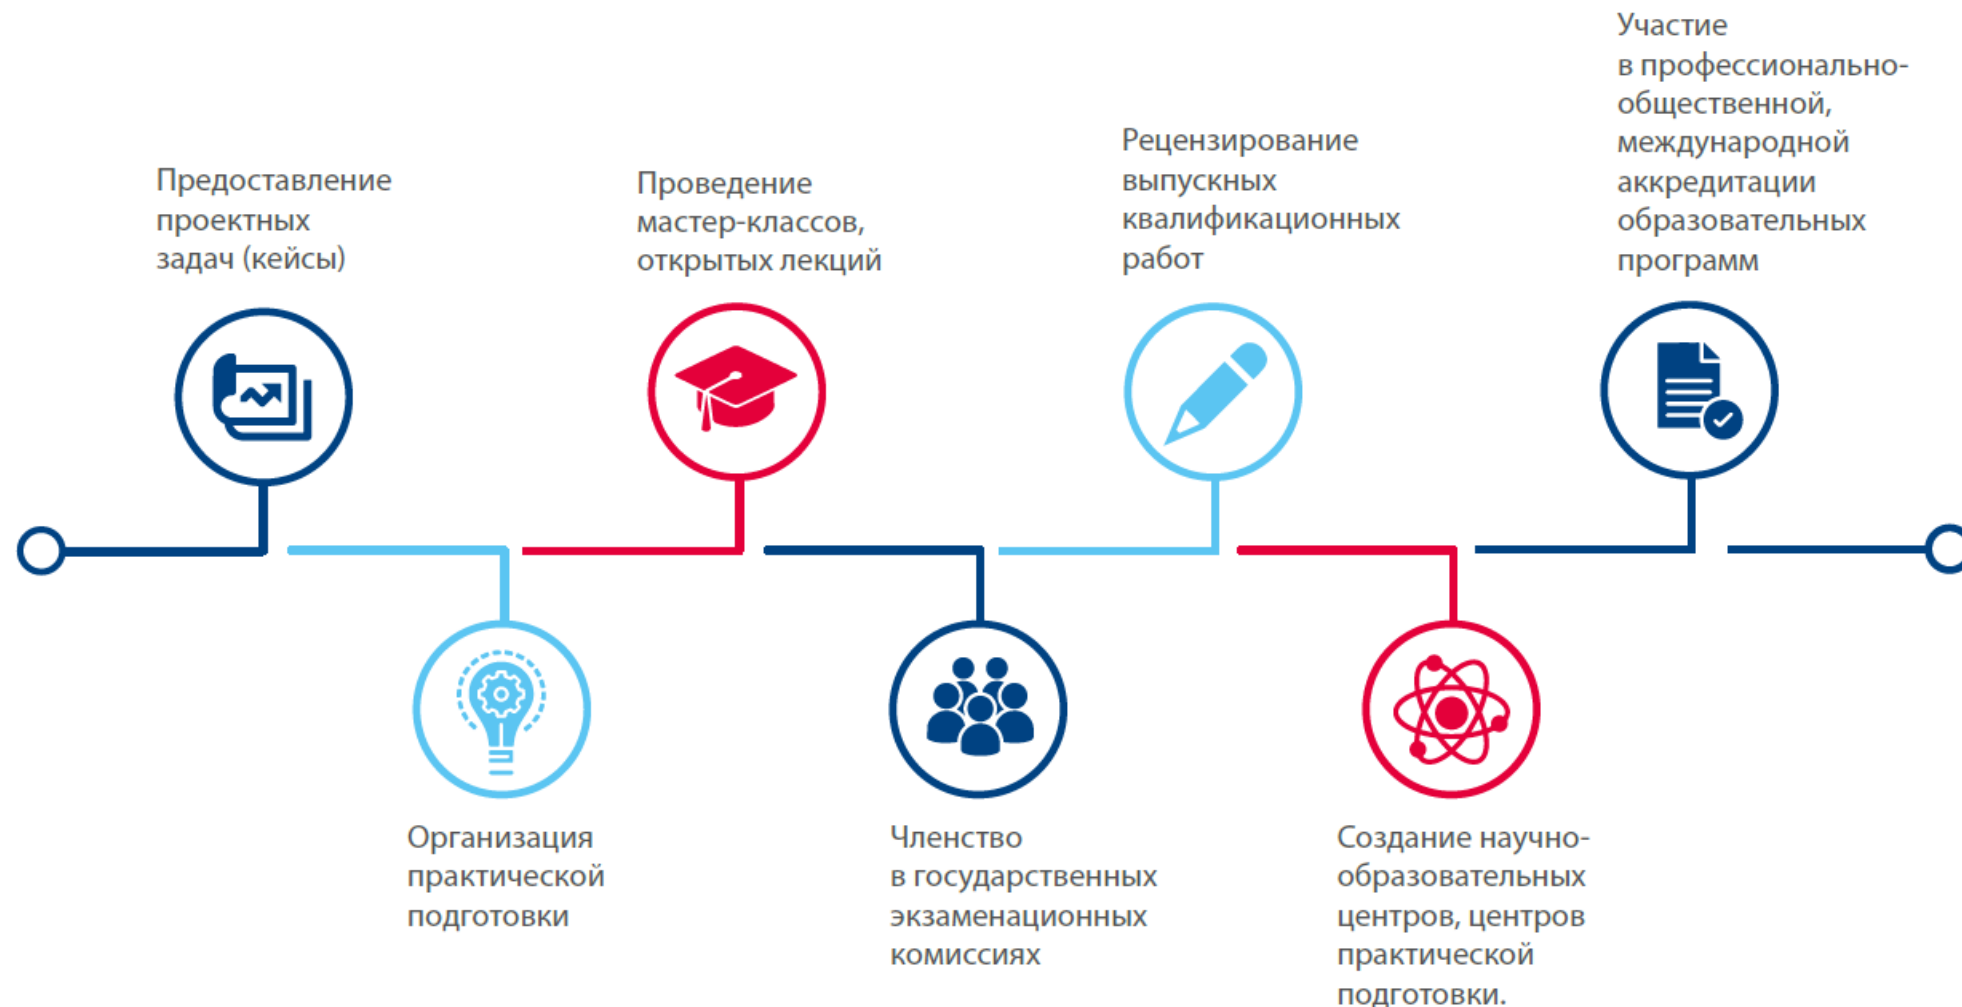 Предоставление
проектных
задач (кейсы)
Организация
практической
подготовки
Проведение
мастер-классов,
открытых лекций
Членство
в государственных
экзаменационных
комиссиях
Рецензирование
выпускных
квалификационных
работ
Создание научно-
образовательных
центров, центров
практической
подготовки.
Участие
в профессионально-
общественной,
международной
аккредитации
образовательных
программ